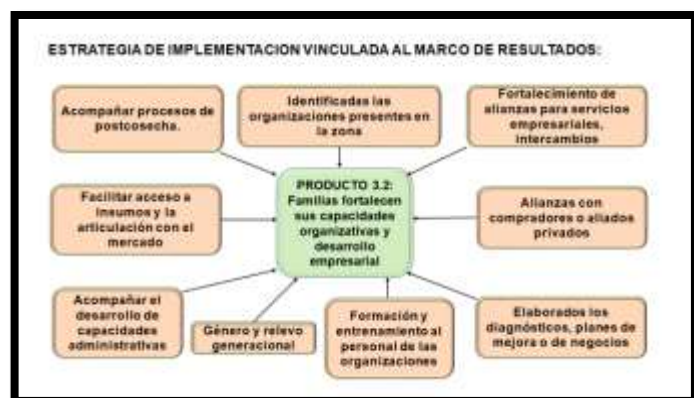 ESTRATEGIA DE IMPLEMENTACION VINCULADA AL MARCO DE RESULTADOS:
Acompañar procesos de
postcosecha.
Identificadas las
organizaciones presentes en
la zona
Fortalecimiento de
alianzas para servicios
empresariales,
intercambios
Facilitar acceso a
insumos y la
articulación con el
mercado
PRODUCTO 3.2:
Familias fortalecen
sus capacidades
organizativas y
desarrollo
empresarial
Alianzas con
compradores o aliados
privados
Acompañar el
desarrollo de
capacidades
administrativas
Género y relevo
generacional
Formación y
entrenamiento al
personal de las
organizaciones
Elaborados los
diagnósticos, planes de
mejora o de negocios